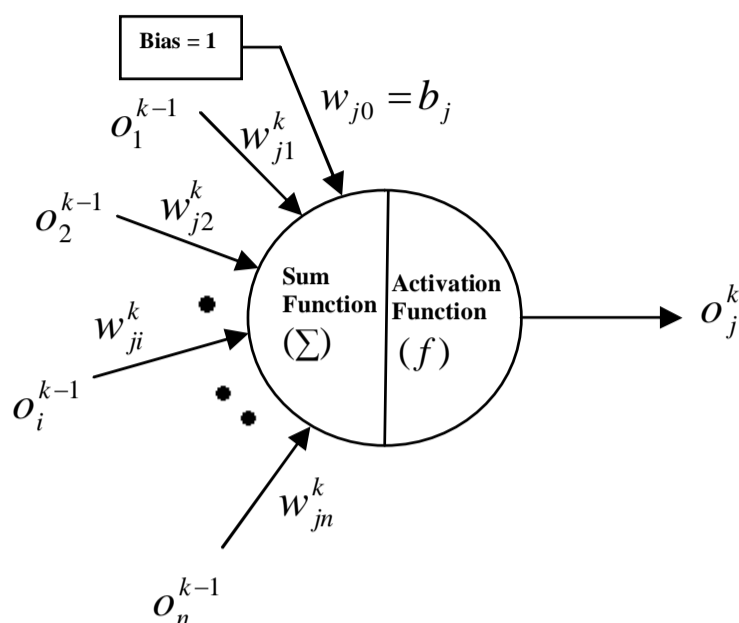 Bias = 1
w_{j0} = b_j
o_1^{k-1}
w_{j1}^k
o_2^{k-1}
w_{j2}^k
Sum
Function
(∑)
Activation
Function
(f)
o_j^k
w_{ji}^k
o_i^{k-1}
w_{jn}^k
o_n^{k-1}